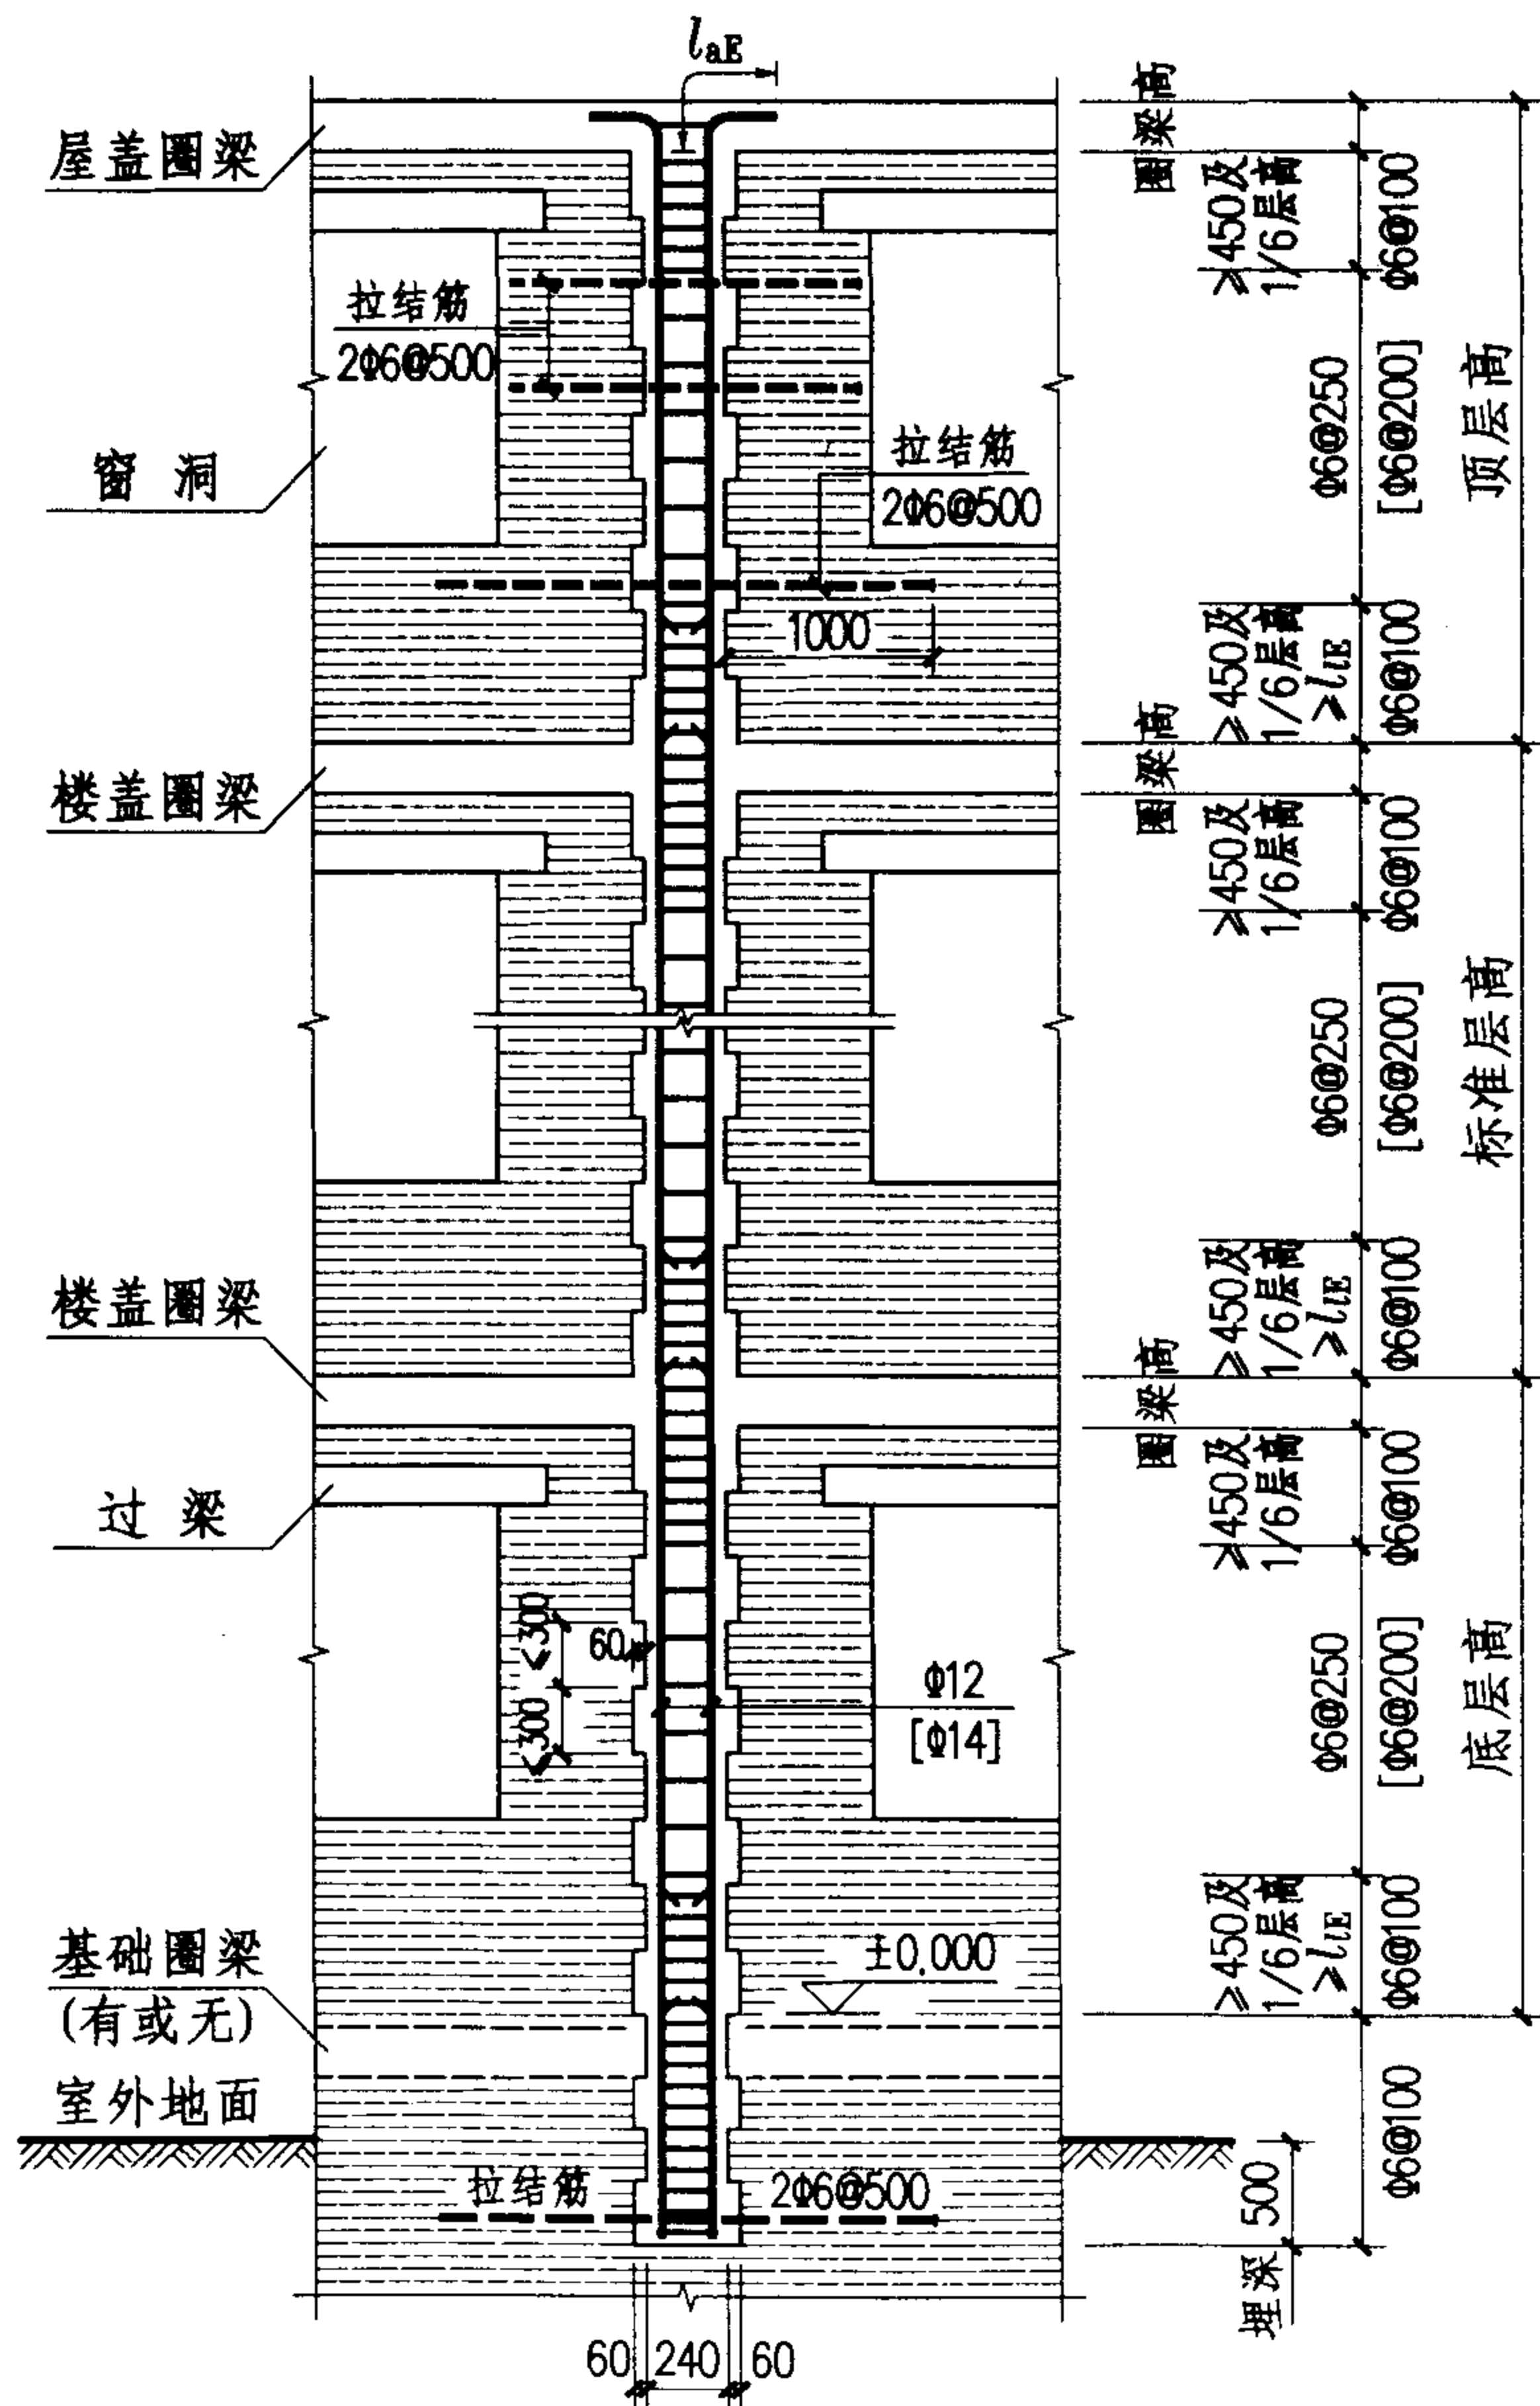 laE
屋盖圈梁
拉结筋
2Φ6@500
窗 洞
拉结筋
2Φ6@500
1000
楼盖圈梁
楼盖圈梁
过 梁
≤300
≤300
60
Φ12
[Φ14]
基础圈梁
(有或无)
±0.000
室外地面
拉结筋
2Φ6@500
60
240
60
圈梁高
≥450及
1/6层高
Φ6@100
Φ6@250
[Φ6@200]
顶层高
≥450及
1/6层高
≥llE
Φ6@100
圈梁高
≥450及
1/6层高
Φ6@100
Φ6@250
[Φ6@200]
标准层高
≥450及
1/6层高
≥llE
Φ6@100
圈梁高
≥450及
1/6层高
Φ6@100
Φ6@250
[Φ6@200]
底层高
≥450及
1/6层高
≥llE
Φ6@100
Φ6@100
埋深 500